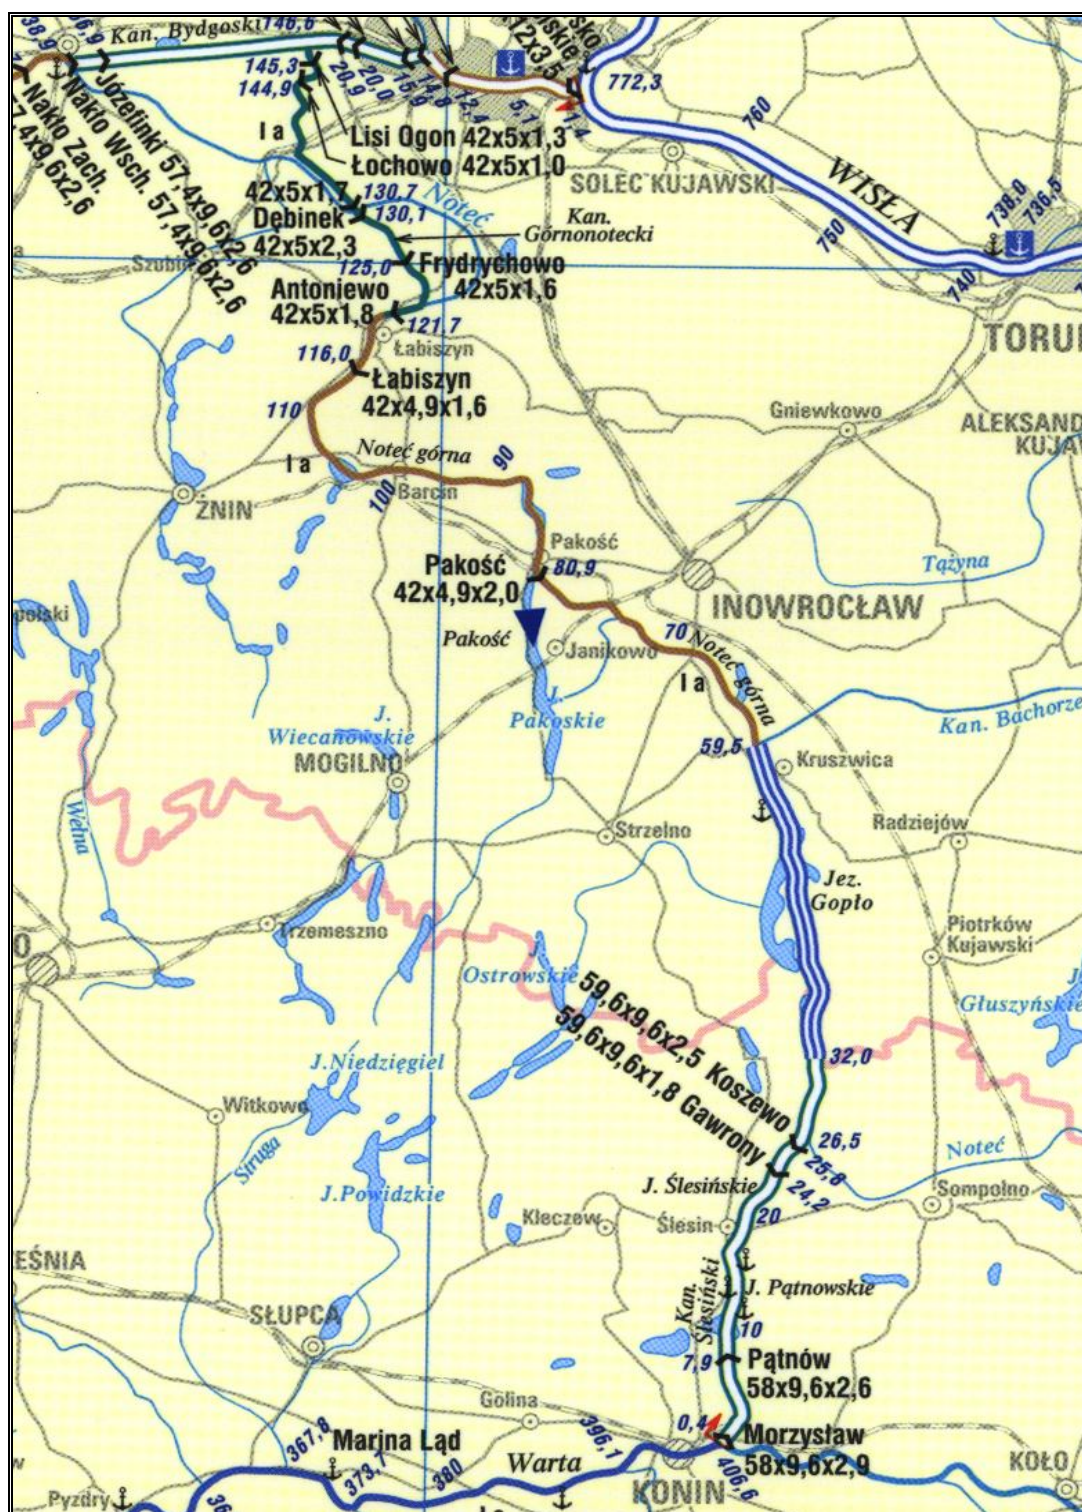 38,9
Kan. Bydgoski
146,6
145,3
144,9
20,9
20,0
15,9
14,8
12,4
5,1
1,4
12x3,5
772,3
760
750
740
738,0
736,5
WISŁA
Józefinki 57,4x9,6x2,6
Nakło Wsch. 57,4x9,6x2,6
Nakło Zach.
57,4x9,6x2,6
I a
Lisi Ogon 42x5x1,3
Łochowo 42x5x1,0
SOLEC KUJAWSKI
42x5x1,7
130,7
Dębinek
130,1
42x5x2,3
Noteć
Kan.
Górnonotecki
Szubin
125,0
Frydrychowo
42x5x1,6
Antoniewo
42x5x1,8
121,7
Łabiszyn
TORU
116,0
Łabiszyn
42x4,9x1,6
110
Gniewkowo
ALEKSAND
KUJAW
I a
Noteć górna
90
100
Barcin
ŻNIN
Pakość
Pakość
42x4,9x2,0
80,9
Tążyna
INOWROCŁAW
polski
Pakość
Janikowo
70
Noteć górna
I a
J.
Pakoskie
J.
Wiecanowskie
MOGILNO
Kan. Bachorze
59,5
Kruszwica
Wełna
Strzelno
Radziejów
Jez.
Gopło
Trzemeszno
Piotrków
Kujawski
O
J.
Ostrowskie
J.
Głuszyńskie
59,6x9,6x2,5 Koszewo
59,6x9,6x1,8 Gawrony
32,0
J.Niedzięgiel
Witkowo
26,5
25,8
24,2
Noteć
Struga
J.Powidzkie
J. Ślesińskie
Sompolno
Kleczew
Ślesin
20
EŚNIA
Kan.
Ślesiński
J. Pątnowskie
SŁUPCA
10
7,9
Pątnów
58x9,6x2,6
Golina
0,4
Morzysław
58x9,6x2,9
367,8
Marina Ląd
373,7
380
Warta
396,1
406,6
KONIN
KOŁO
Pyzdry
36
I a